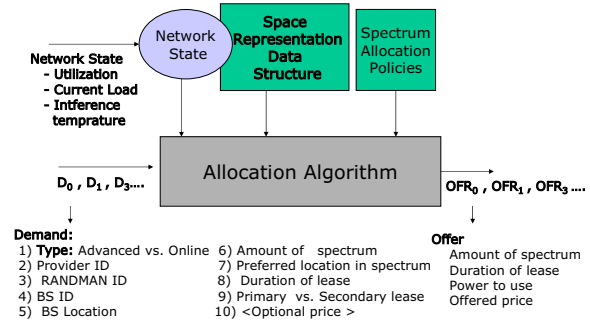 Network
State
Space
Representation
Data
Structure
Spectrum
Allocation
Policies
Network State
- Utilization
- Current Load
- Intference
temprature
Allocation Algorithm
D0 , D1 , D3....
OFR0 , OFR1 , OFR3 ....
Demand:
1) Type: Advanced vs. Online
2) Provider ID
3) RANDMAN ID
4) BS ID
5) BS Location
6) Amount of spectrum
7) Preferred location in spectrum
8) Duration of lease
9) Primary vs. Secondary lease
10) <Optional price >
Offer
Amount of spectrum
Duration of lease
Power to use
Offered price